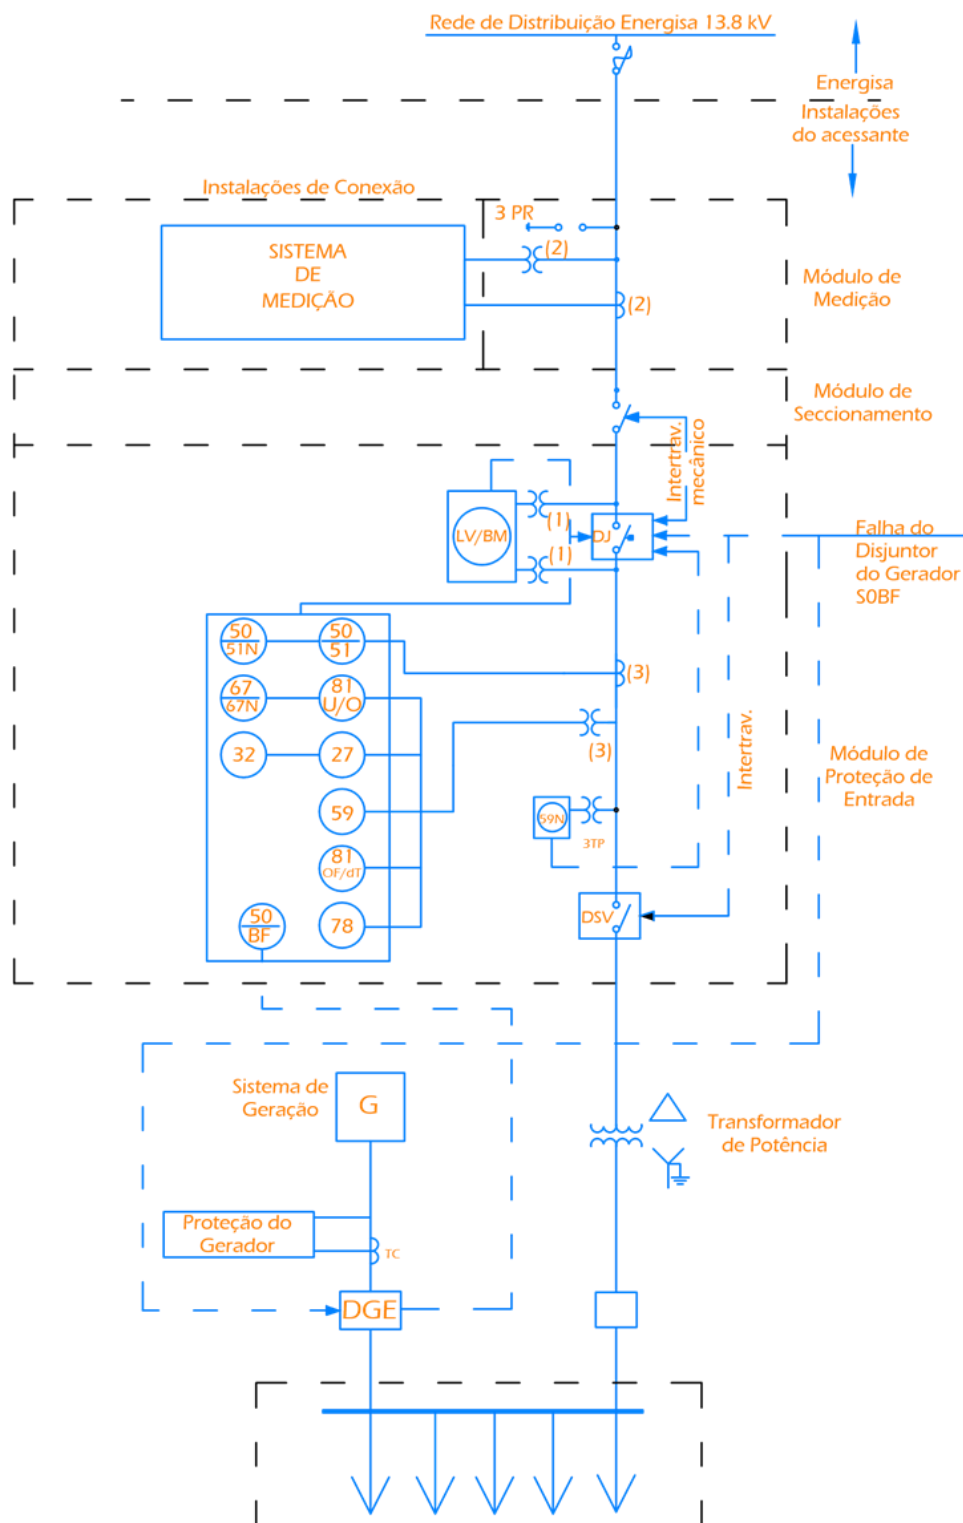 Rede de Distribuição Energisa 13.8 kV
Energisa
Instalações
do acessante
Instalações de Conexão
3 PR
(2)
SISTEMA
DE
MEDIÇÃO
(2)
Módulo de
Medição
Módulo de
Seccionamento
Intertrav.
mecânico
LV/BM
(1)
(1)
DJ
Falha do
Disjuntor
do Gerador
S0BF
50
51N
50
51
(3)
67
67N
81
U/O
(3)
32
27
Intertrav.
Módulo de
Proteção de
Entrada
59
59N
3TP
81
OF/dT
50
BF
78
DSV
Sistema de
Geração
G
Transformador
de Potência
Proteção do
Gerador
TC
DGE